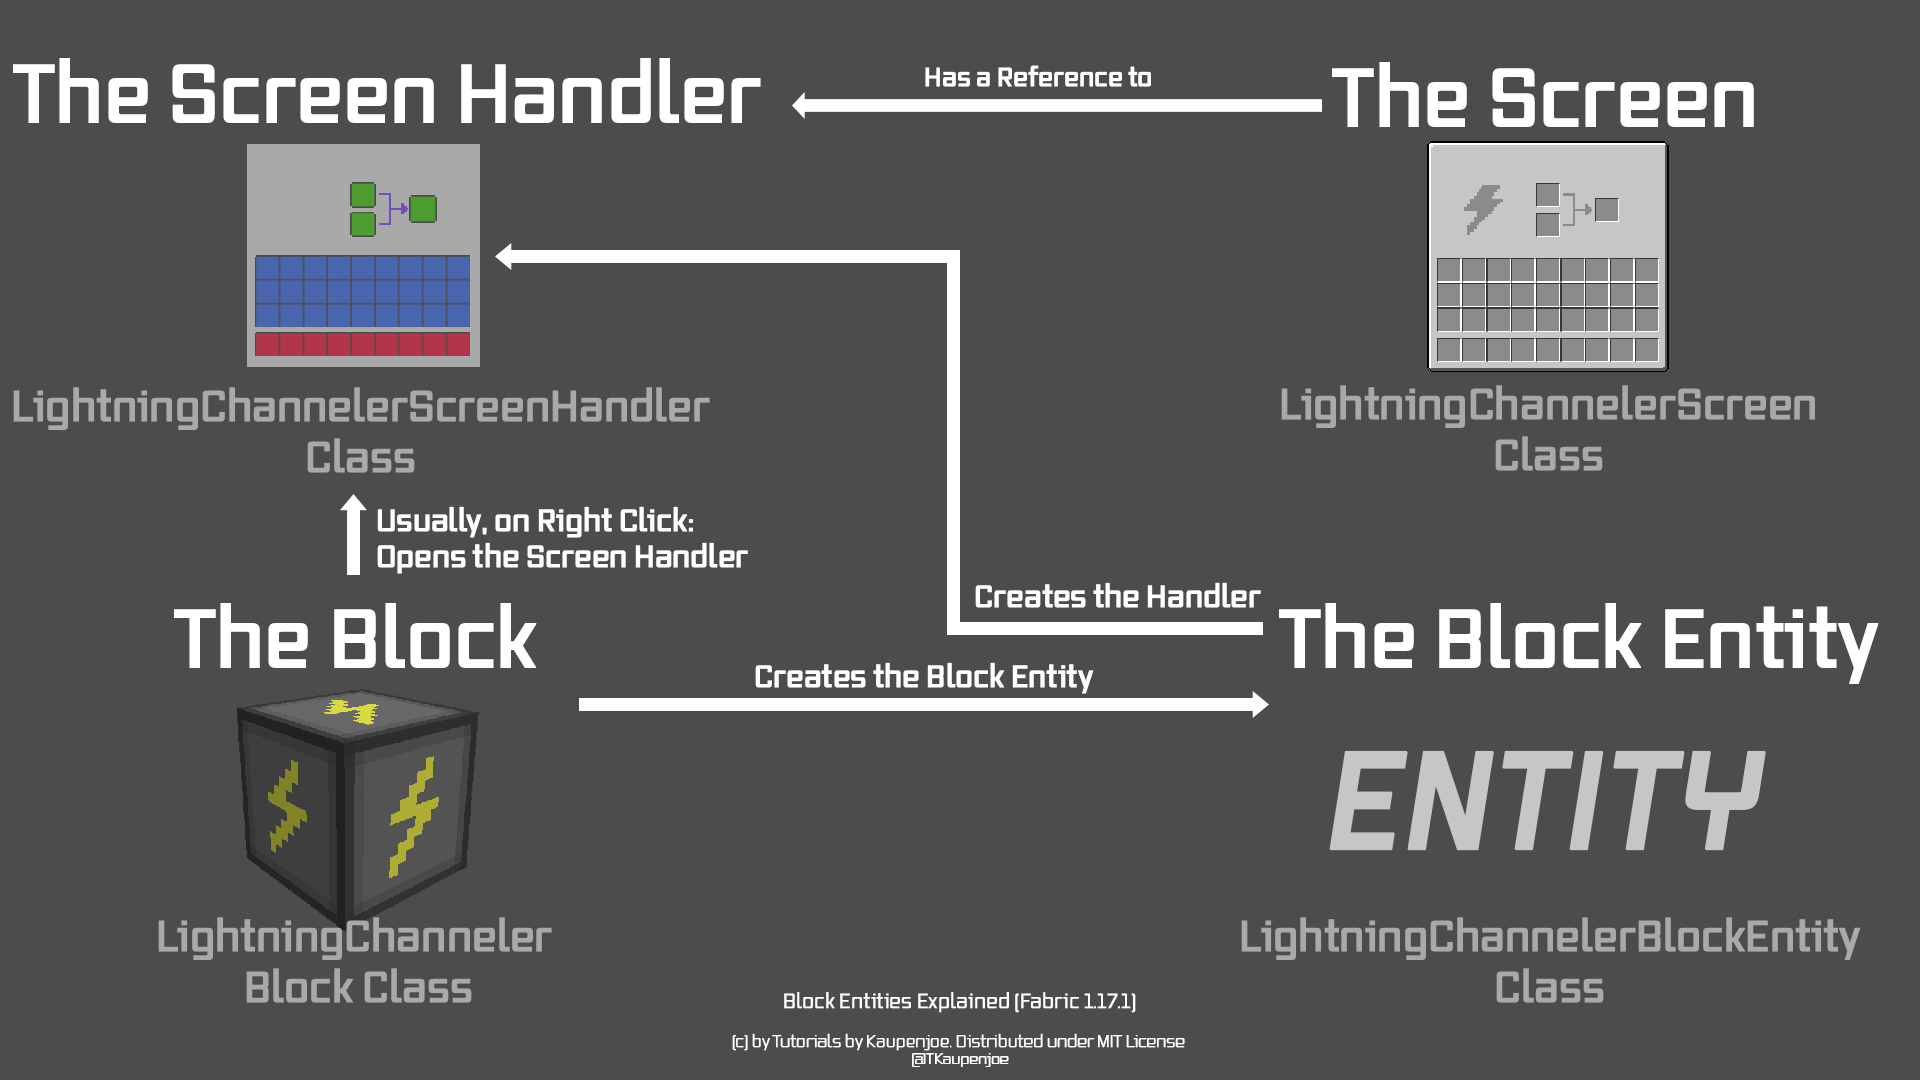 The Screen Handler
Has a Reference to
The Screen
LightningChannelerScreenHandler
Class
LightningChannelerScreen
Class
Usually, on Right Click:
Opens the Screen Handler
Creates the Handler
The Block
The Block Entity
Creates the Block Entity
ENTITY
LightningChanneler
Block Class
LightningChannelerBlockEntity
Class
Block Entities Explained (Fabric 1.17.1)
(c) by Tutorials by Kaupenjoe. Distributed under MIT License
@TKaupenjoe